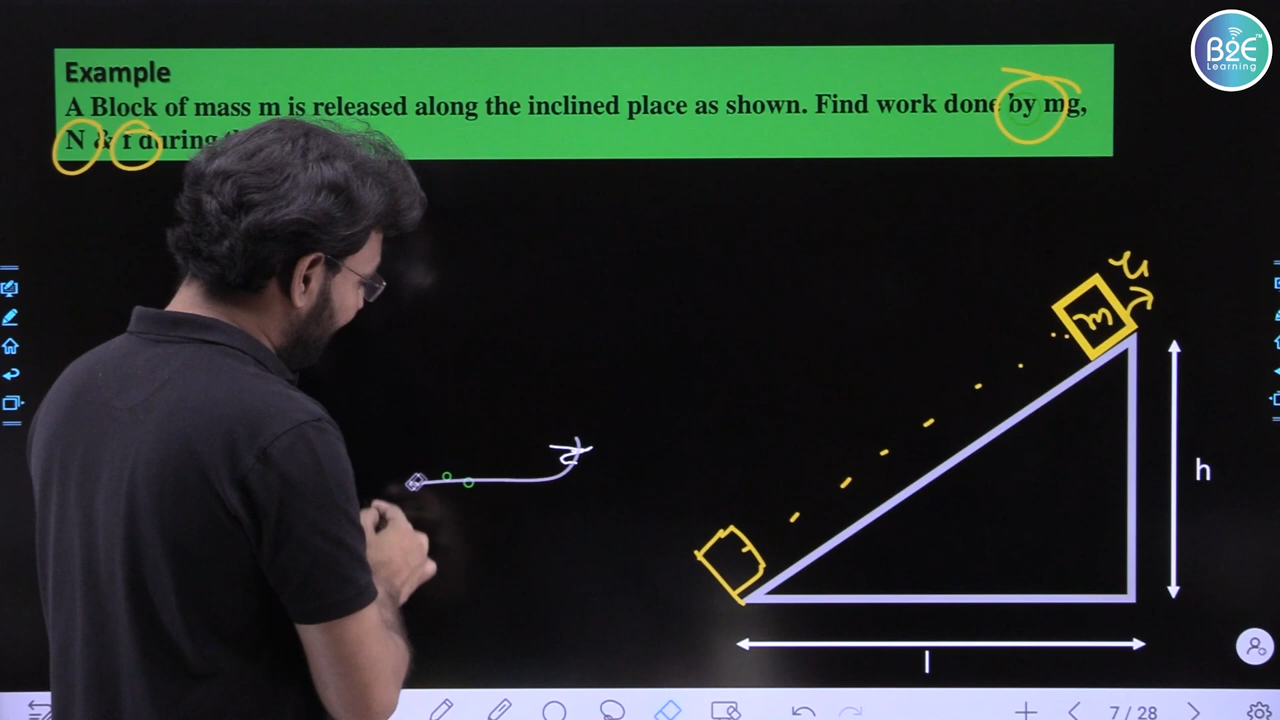 B2E
Learning
Example
A Block of mass m is released along the inclined place as shown. Find work done by mg,
N & f during
m
h
l
7 / 28